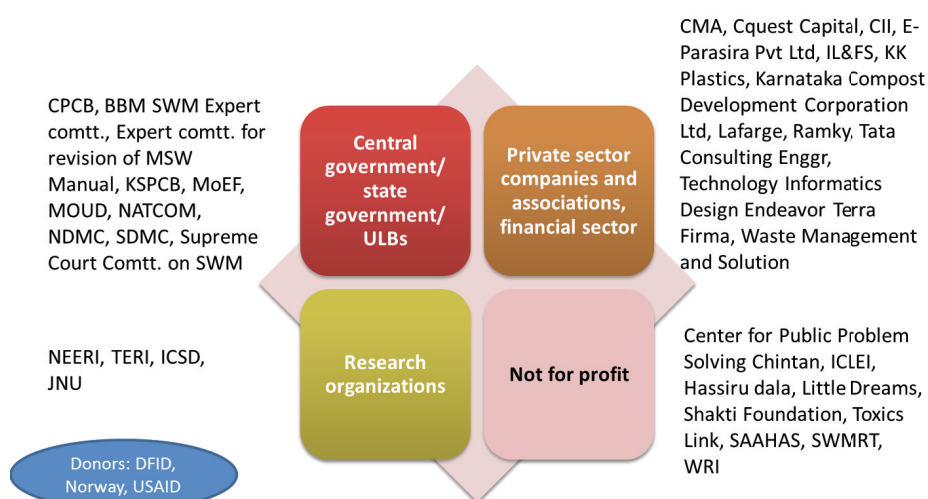 CPCB, BBM SWM Expert
comtt., Expert comtt. for
revision of MSW
Manual, KSPCB, MoEF,
MOUD, NATCOM,
NDMC, SDMC, Supreme
Court Comtt. on SWM
Central
government/
state
government/
ULBs
Private sector
companies and
associations,
financial sector
CMA, Cquest Capital, CII, E-
Parasira Pvt Ltd, IL&FS, KK
Plastics, Karnataka Compost
Development Corporation
Ltd, Lafarge, Ramky, Tata
Consulting Enggr,
Technology Informatics
Design Endeavor Terra
Firma, Waste Management
and Solution
NEERI, TERI, ICSD,
JNU
Research
organizations
Not for profit
Center for Public Problem
Solving Chintan, ICLEI,
Hassiru dala, Little Dreams,
Shakti Foundation, Toxics
Link, SAAHAS, SWMRT,
WRI
Donors: DFID,
Norway, USAID